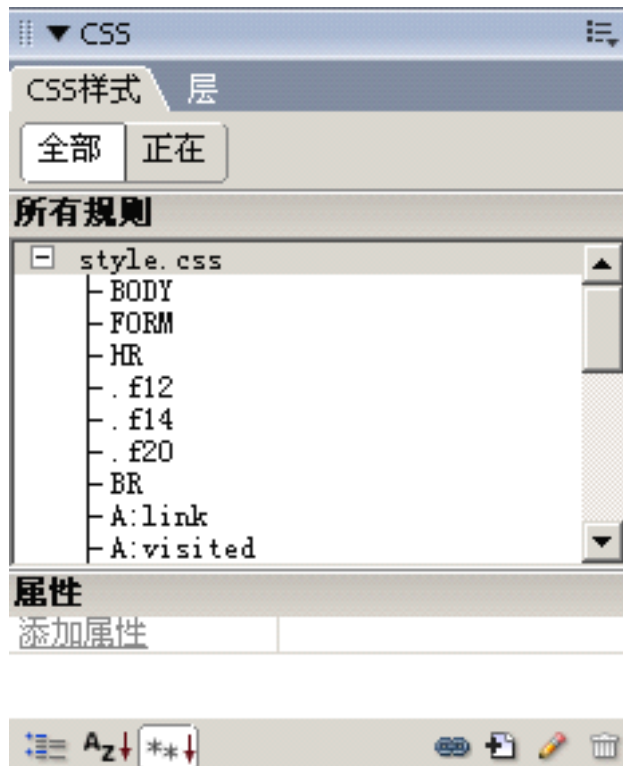 CSS
CSS样式 层
全部 正在
所有规则
style.css
BODY
FORM
HR
.f12
.f14
.f20
BR
A:link
A:visited
属性
添加属性
AZ **